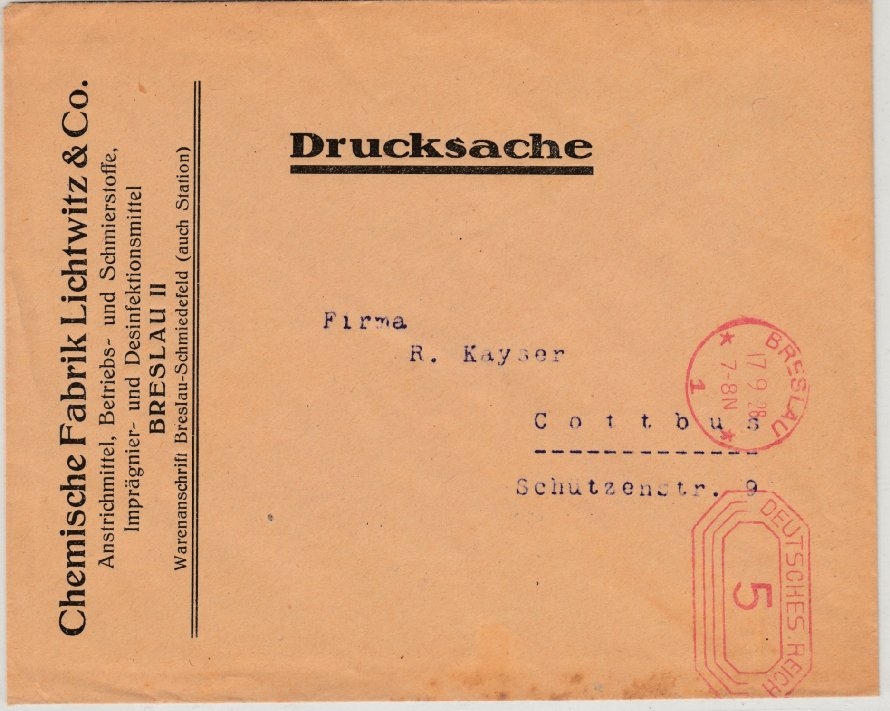 Chemische Fabrik Lichtwitz & Co.
Anstrichmittel, Betriebs- und Schmierstoffe,
Imprägnier- und Desinfektionsmittel
BRESLAU II
Warenanschrift Breslau-Schmiedefeld (auch Station)
Drucksache
Firma
R. Kayser
Cottbus
Schützenstr. 9
BRESLAU
17.9.28
7-8N
* 1 *
DEUTSCHES.REICH
5